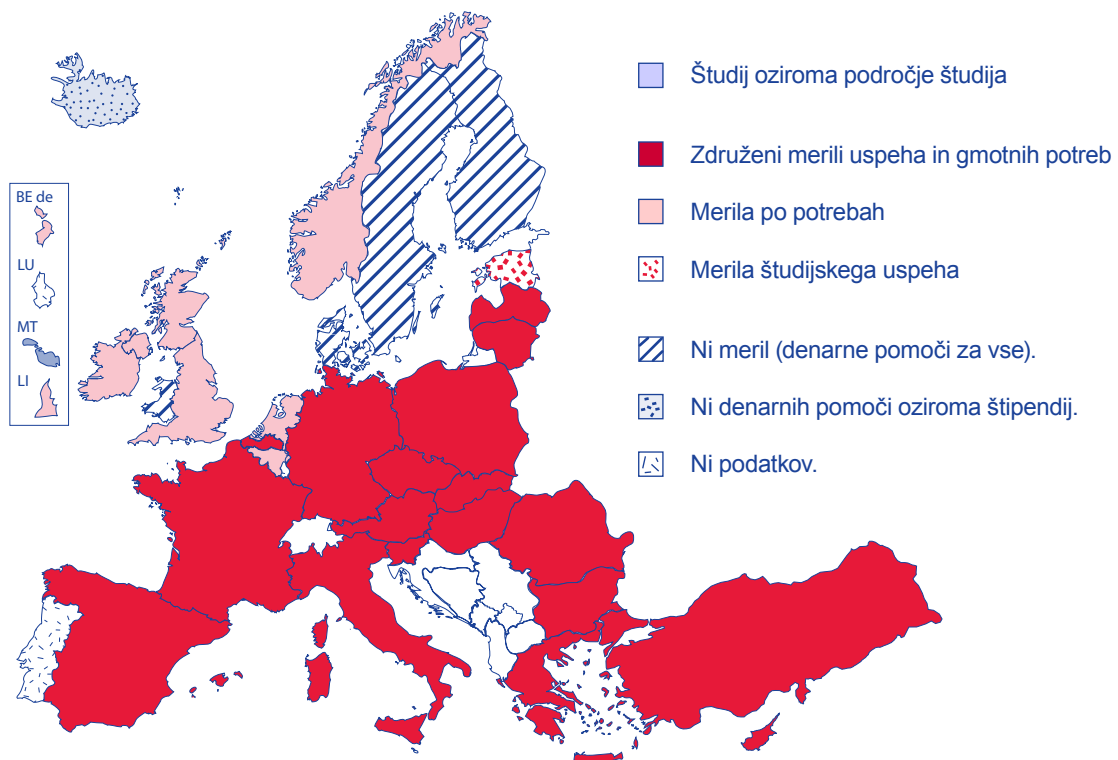 Študij oziroma področje študija
Združeni merili uspeha in gmotnih potreb
Merila po potrebah
Merila študijskega uspeha
Ni meril (denarne pomoči za vse).
Ni denarnih pomoči oziroma štipendij.
Ni podatkov.
BE de
LU
MT
LI